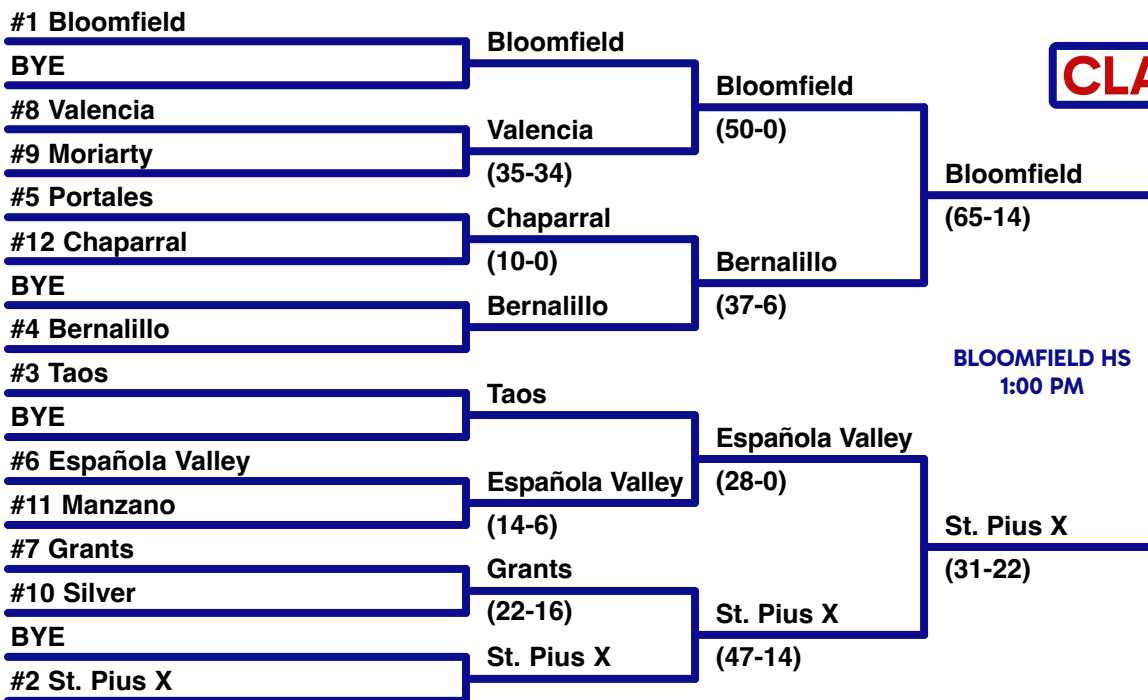 #1 Bloomfield
BYE
#8 Valencia
#9 Moriarty
#5 Portales
#12 Chaparral
BYE
#4 Bernalillo
#3 Taos
BYE
#6 Española Valley
#11 Manzano
#7 Grants
#10 Silver
BYE
#2 St. Pius X
Bloomfield
Valencia
(35-34)
Chaparral
(10-0)
Bernalillo
Taos
Española Valley
(14-6)
Grants
(22-16)
St. Pius X
Bloomfield
(50-0)
Bernalillo
(37-6)
Española Valley
(28-0)
St. Pius X
(47-14)
Bloomfield
(65-14)
BLOOMFIELD HS
1:00 PM
St. Pius X
(31-22)
CLA